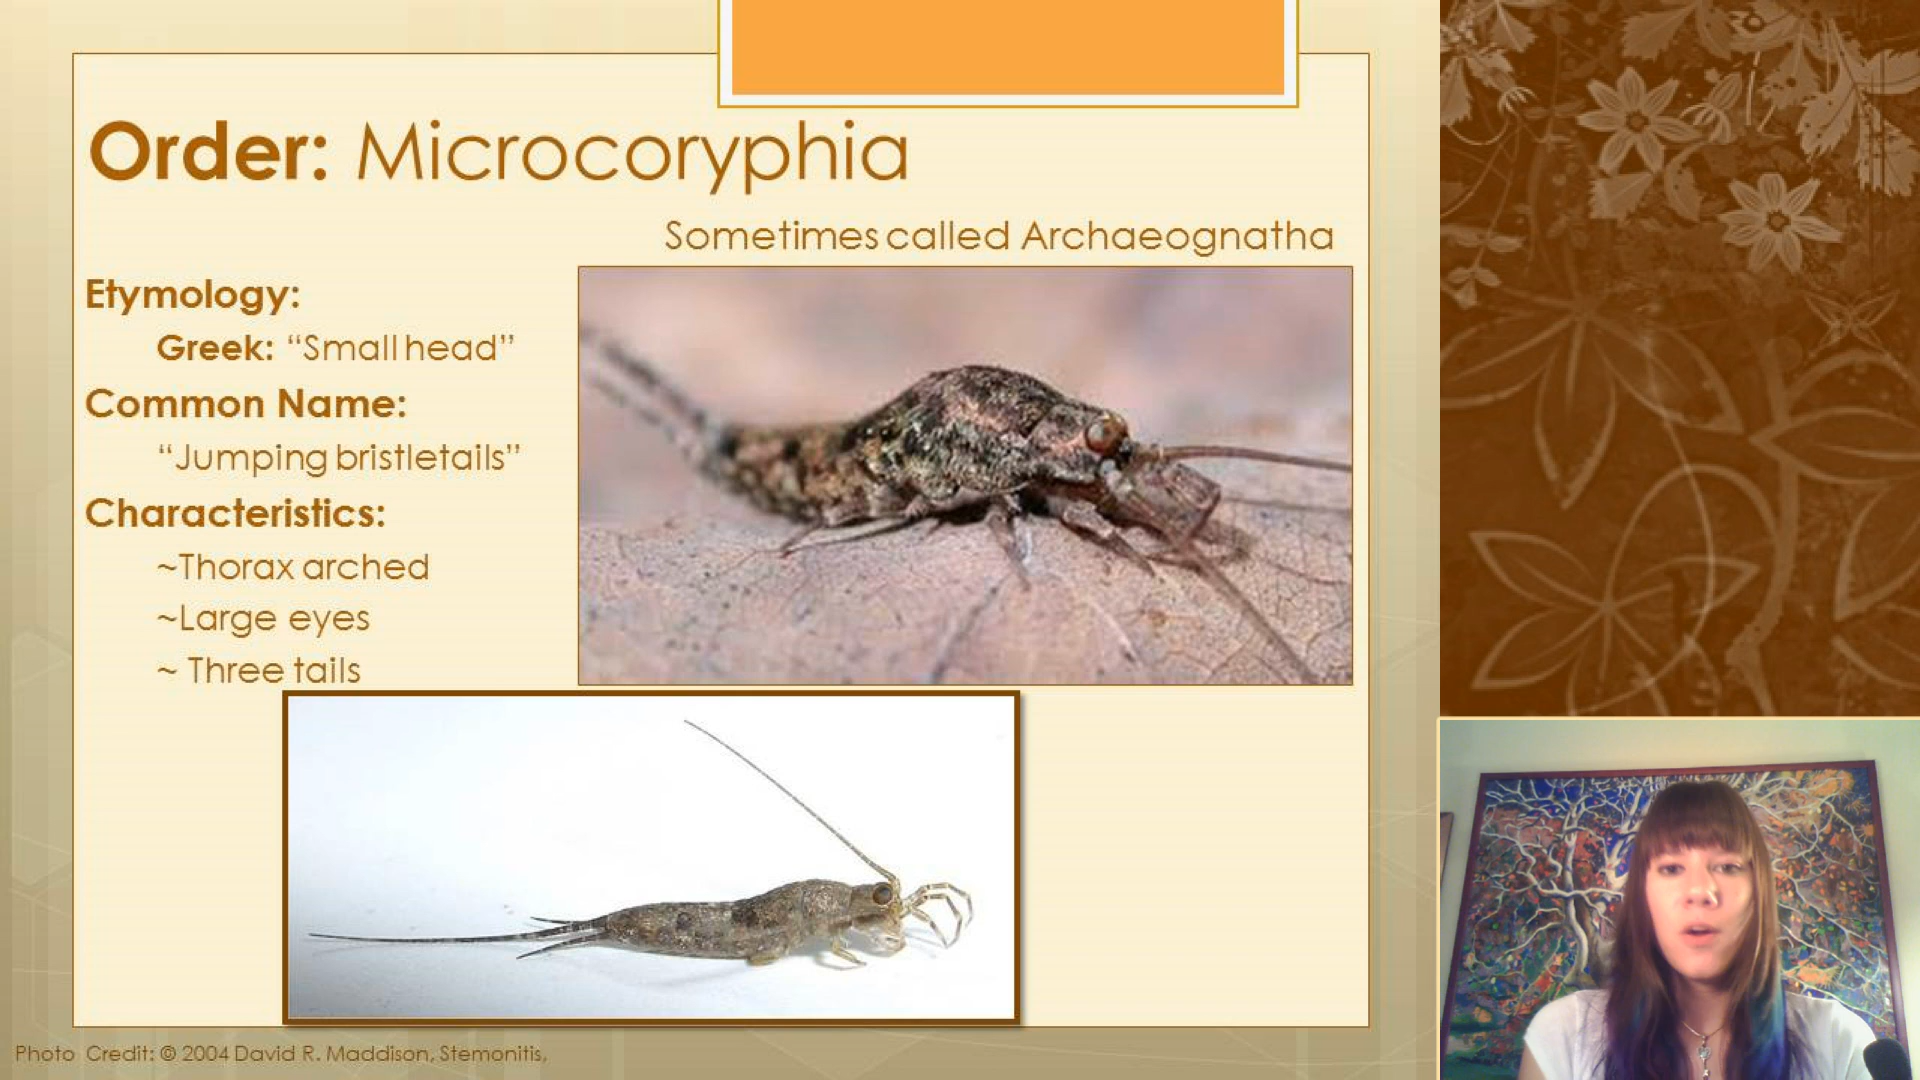 Order: Microcoryphia
Sometimes called Archaeognatha
Etymology:
Greek: “Small head”
Common Name:
“Jumping bristletails”
Characteristics:
~Thorax arched
~Large eyes
~ Three tails
Photo Credit: © 2004 David R. Maddison, Stemonitis,